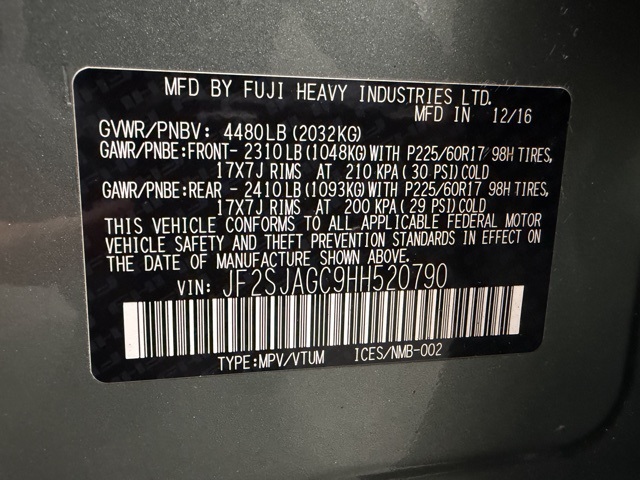 MFD BY FUJI HEAVY INDUSTRIES LTD.
MFD IN 12/16
GVWR/PNBV: 4480LB (2032KG)
GAWR/PNBE:FRONT- 2310LB (1048KG) WITH P225/60R17 98H TIRES,
17X7J RIMS AT 210 KPA ( 30 PSI) COLD
GAWR/PNBE:REAR - 2410LB (1093KG) WITH P225/60R17 98H TIRES,
17X7J RIMS AT 200 KPA ( 29 PSI) COLD
THIS VEHICLE CONFORMS TO ALL APPLICABLE FEDERAL MOTOR
VEHICLE SAFETY AND THEFT PREVENTION STANDARDS IN EFFECT ON
THE DATE OF MANUFACTURE SHOWN ABOVE.
VIN: JF2SJAGC9HH520790
TYPE:MPV/VTUM ICES/NMB-002